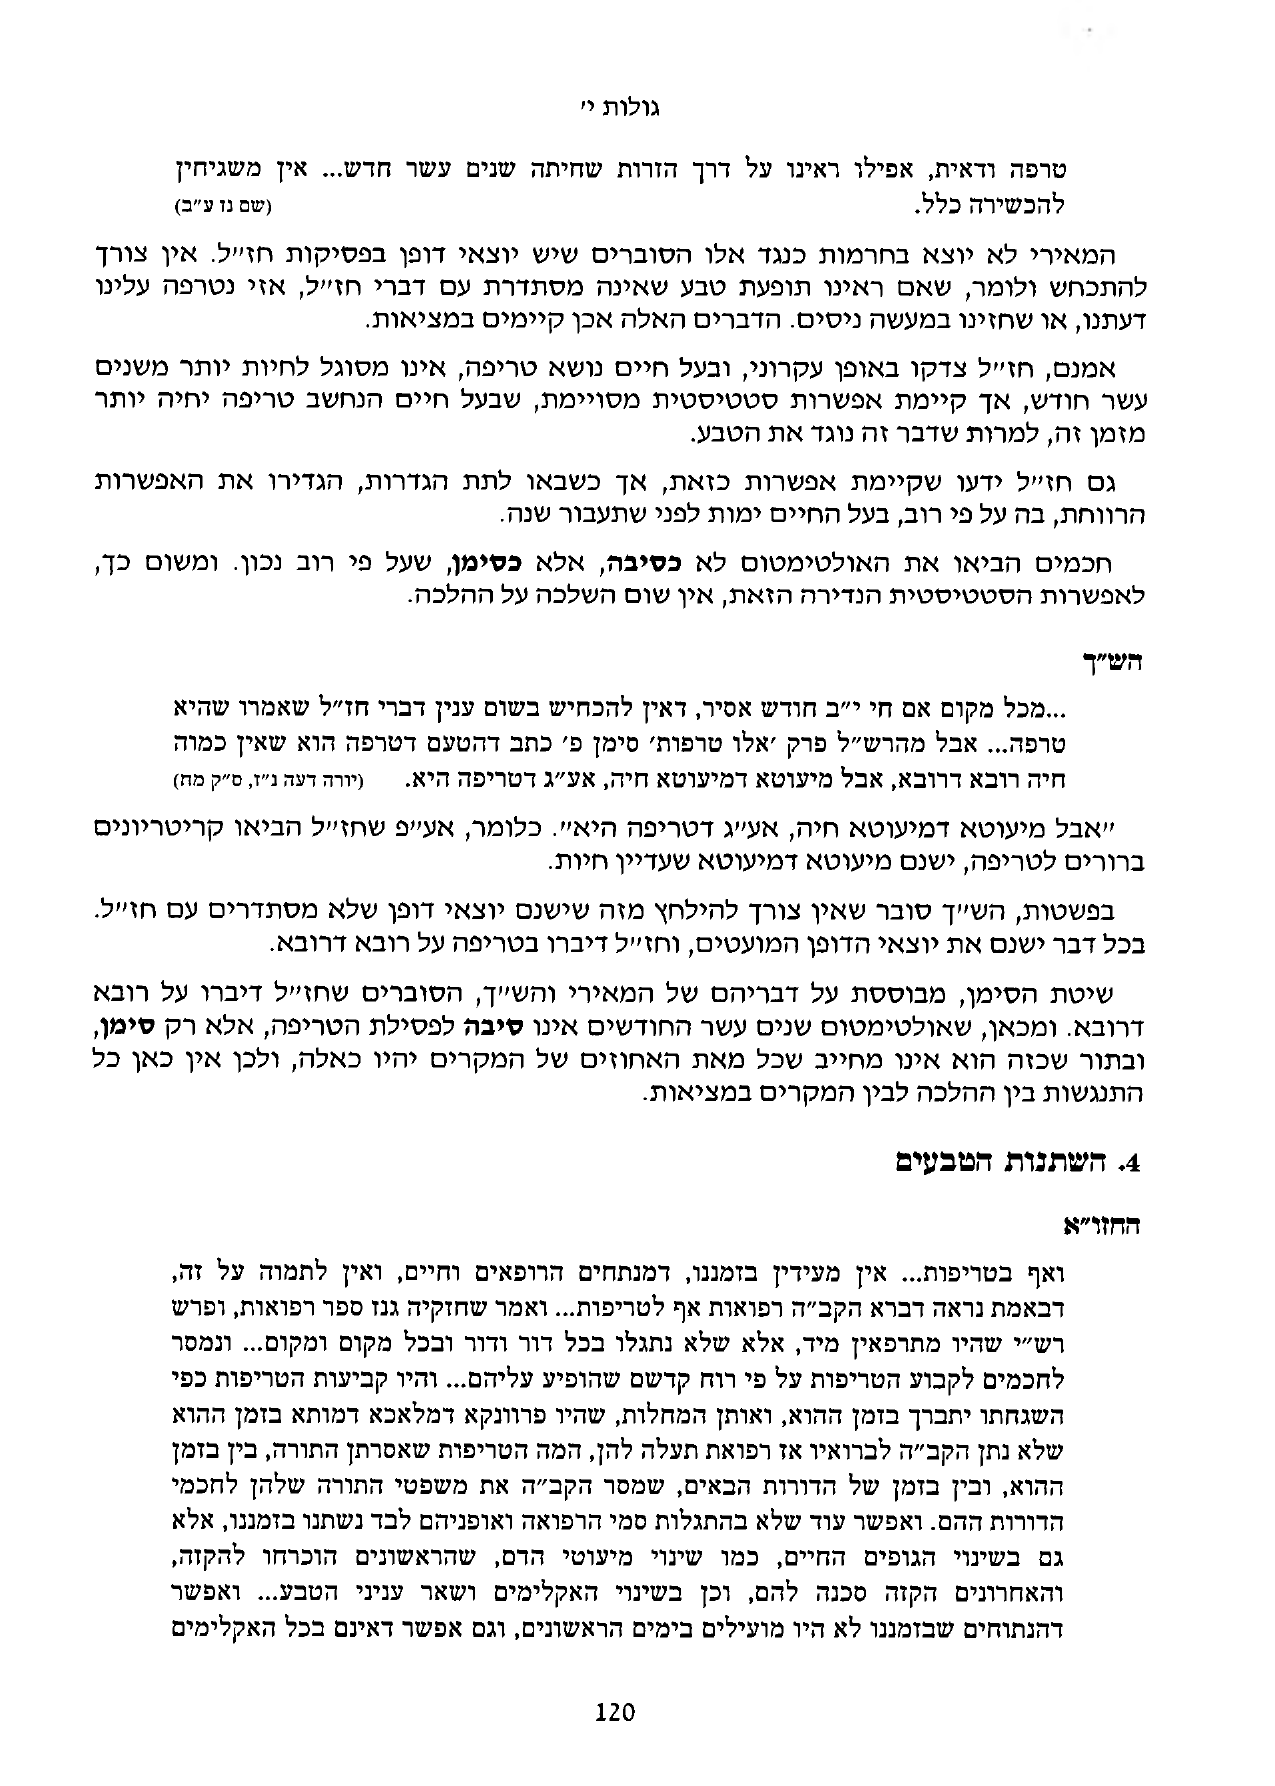 גולות י'
טרפה ודאית, אפילו ראינו על דרך הזרות שחיתה שנים עשר חדש... אין משגיחין
להכשירה כלל. (שם נז ע"ב)
המאירי לא יוצא בחרמות כנגד אלו הסוברים שיש יוצאי דופן בפסיקות חז"ל. אין צורך
להתכחש ולומר, שאם ראינו תופעת טבע שאינה מסתדרת עם דברי חז"ל, אזי נטרפה עלינו
דעתנו, או שחזינו במעשה ניסים. הדברים האלה אכן קיימים במציאות.
אמנם, חז"ל צדקו באופן עקרוני, ובעל חיים נושא טריפה, אינו מסוגל לחיות יותר משנים
עשר חודש, אך קיימת אפשרות סטטיסטית מסויימת, שבעל חיים הנחשב טריפה יחיה יותר
מזמן זה, למרות שדבר זה נוגד את הטבע.
גם חז"ל ידעו שקיימת אפשרות כזאת, אך כשבאו לתת הגדרות, הגדירו את האפשרות
הרווחת, בה על פי רוב, בעל החיים ימות לפני שתעבור שנה.
חכמים הביאו את האולטימטום לא כסיבה, אלא כסימן, שעל פי רוב נכון. ומשום כך,
לאפשרות הסטטיסטית הנדירה הזאת, אין שום השלכה על ההלכה.
הש"ך
...מכל מקום אם חי י"ב חודש אסיר, דאין להכחיש בשום ענין דברי חז"ל שאמרו שהיא
טרפה... אבל מהרש"ל פרק 'אלו טרפות' סימן פ' כתב דהטעם דטרפה הוא שאין כמוה
חיה רובא דרובא, אבל מיעוטא דמיעוטא חיה, אע"ג דטריפה היא. (יורה דעה נ"ז, ס"ק מח)
"אבל מיעוטא דמיעוטא חיה, אע"ג דטריפה היא". כלומר, אע"פ שחז"ל הביאו קריטריונים
ברורים לטריפה, ישנם מיעוטא דמיעוטא שעדיין חיות.
בפשטות, הש"ך סובר שאין צורך להילחץ מזה שישנם יוצאי דופן שלא מסתדרים עם חז"ל.
בכל דבר ישנם את יוצאי הדופן המועטים, וחז"ל דיברו בטריפה על רובא דרובא.
שיטת הסימן, מבוססת על דבריהם של המאירי והש"ך, הסוברים שחז"ל דיברו על רובא
דרובא. ומכאן, שאולטימטום שנים עשר החודשים אינו סיבה לפסילת הטריפה, אלא רק סימן,
ובתור שכזה הוא אינו מחייב שכל מאת האחוזים של המקרים יהיו כאלה, ולכן אין כאן כל
התנגשות בין ההלכה לבין המקרים במציאות.
4. השתנות הטבעים
החזו"א
ואף בטריפות... אין מעידין בזמננו, דמנתחים הרופאים וחיים, ואין לתמוה על זה,
דבאמת נראה דברא הקב"ה רפואות אף לטריפות... ואמר שחזקיה גנז ספר רפואות, ופרש
רש"י שהיו מתרפאין מיד, אלא שלא נתגלו בכל דור ודור ובכל מקום ומקום... ונמסר
לחכמים לקבוע הטריפות על פי רוח קדשם שהופיע עליהם... והיו קביעות הטריפות כפי
השגחתו יתברך בזמן ההוא, ואותן המחלות, שהיו פרוונקא דמלאכא דמותא בזמן ההוא
שלא נתן הקב"ה לברואיו אז רפואת תעלה להן, המה הטריפות שאסרתן התורה, בין בזמן
ההוא, ובין בזמן של הדורות הבאים, שמסר הקב"ה את משפטי התורה שלהן לחכמי
הדורות ההם. ואפשר עוד שלא בהתגלות סמי הרפואה ואופניהם לבד נשתנו בזמננו, אלא
גם בשינוי הגופים החיים, כמו שינוי מיעוטי הדם, שהראשונים הוכרחו להקזה,
והאחרונים הקזה סכנה להם, וכן בשינוי האקלימים ושאר עניני הטבע... ואפשר
דהנתוחים שבזמננו לא היו מועילים בימים הראשונים, וגם אפשר דאינם בכל האקלימים
120